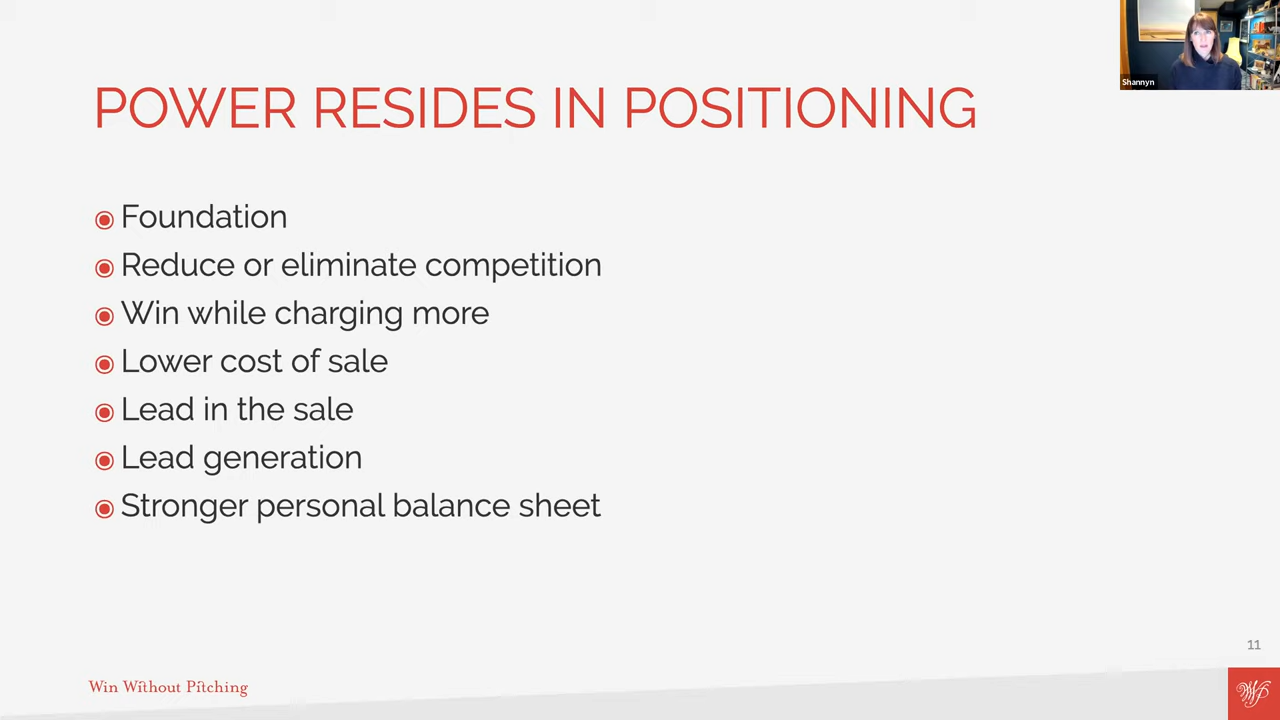 Shannyn
POWER RESIDES IN POSITIONING
Foundation
Reduce or eliminate competition
Win while charging more
Lower cost of sale
Lead in the sale
Lead generation
Stronger personal balance sheet
11
Win Without Pitching